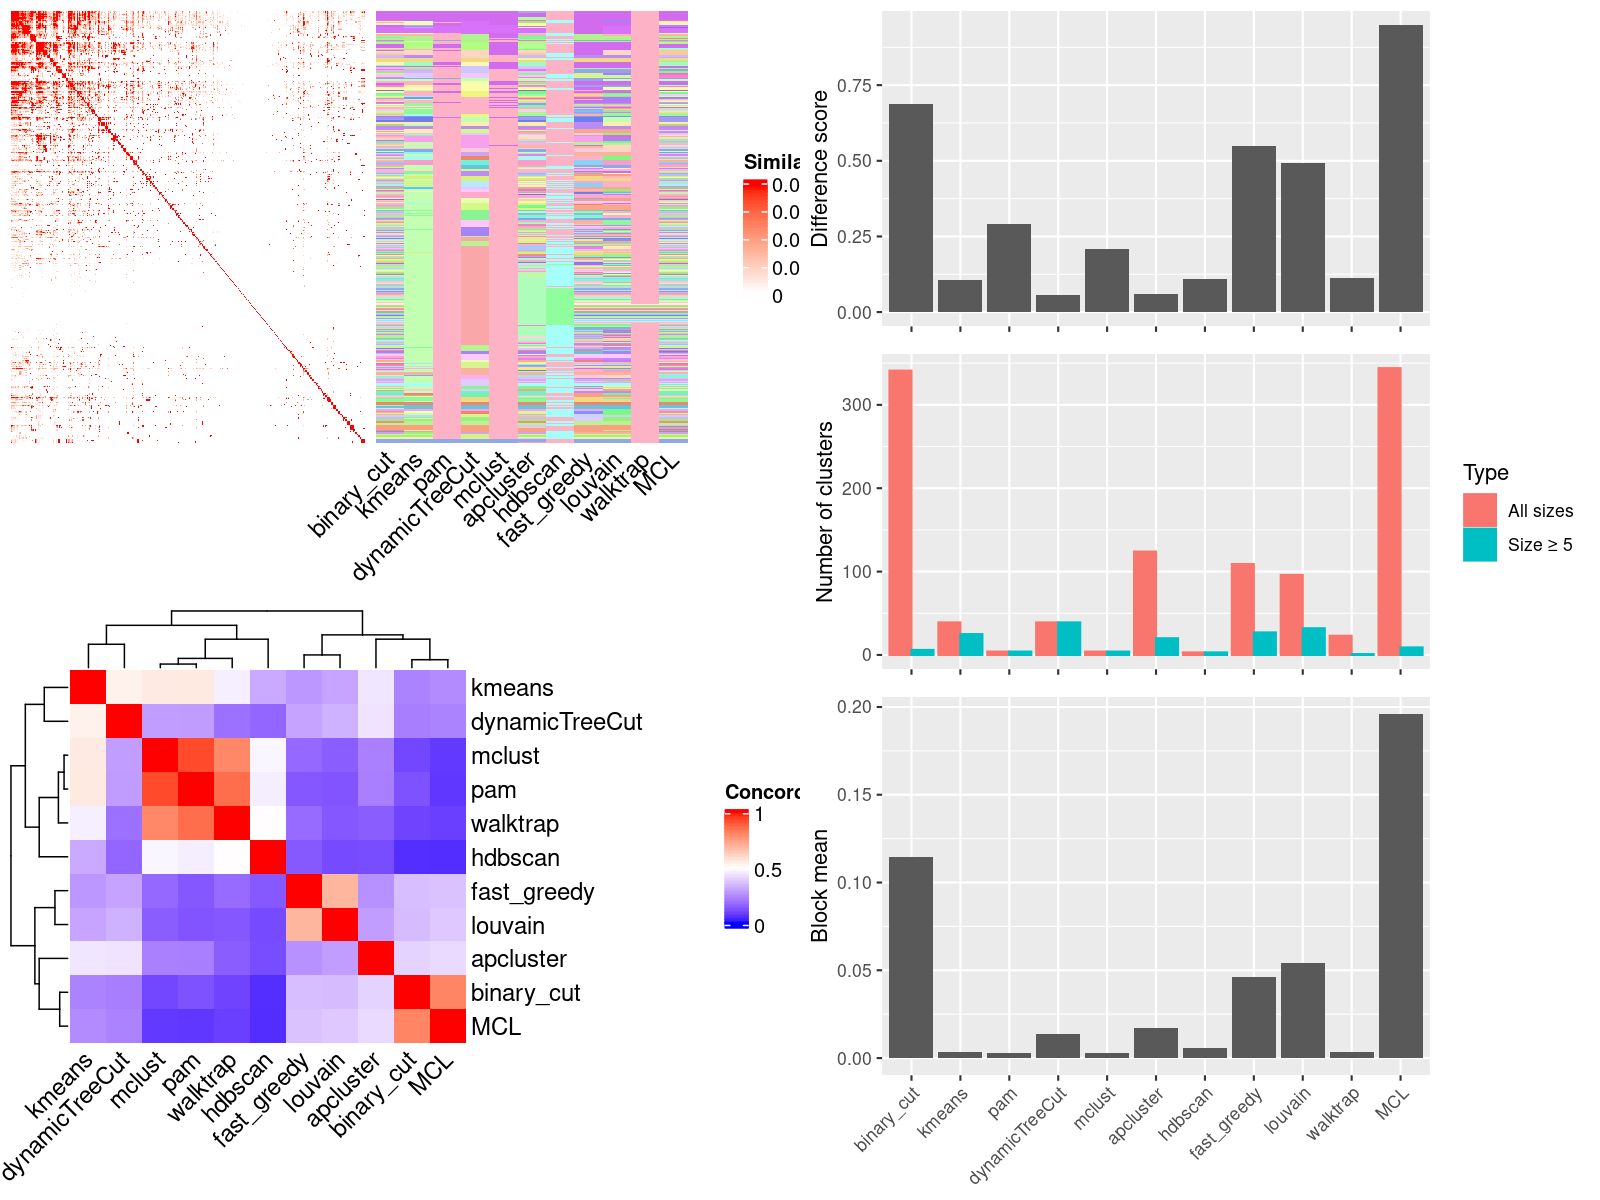 Simila
0.0
0.0
0.0
0.0
0
binary_cut
kmeans
pam
dynamicTreeCut
mclust
apcluster
hdbscan
fast_greedy
louvain
walktrap
MCL
kmeans
dynamicTreeCut
mclust
pam
walktrap
hdbscan
fast_greedy
louvain
apcluster
binary_cut
MCL
kmeans
dynamicTreeCut
mclust
pam
walktrap
hdbscan
fast_greedy
louvain
apcluster
binary_cut
MCL
Concord
1
0.5
0
Difference score
0.75
0.50
0.25
0.00
Number of clusters
300
200
100
0
Type
All sizes
Size ≥ 5
Block mean
0.20
0.15
0.10
0.05
0.00
binary_cut
kmeans
pam
dynamicTreeCut
mclust
apcluster
hdbscan
fast_greedy
louvain
walktrap
MCL